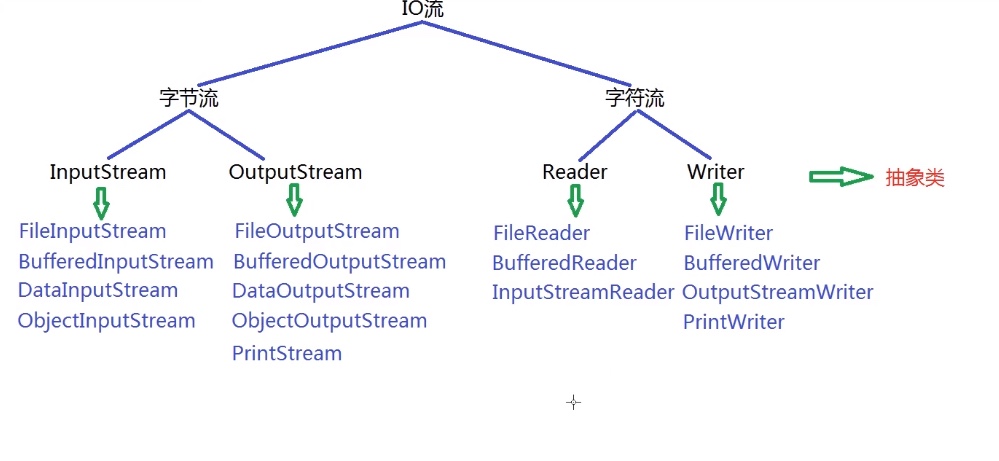 IO流
字节流
字符流
InputStream
OutputStream
Reader
Writer
抽象类
FileInputStream
BufferedInputStream
DataInputStream
ObjectInputStream
FileOutputStream
BufferedOutputStream
DataOutputStream
ObjectOutputStream
PrintStream
FileReader
BufferedReader
InputStreamReader
FileWriter
BufferedWriter
OutputStreamWriter
PrintWriter